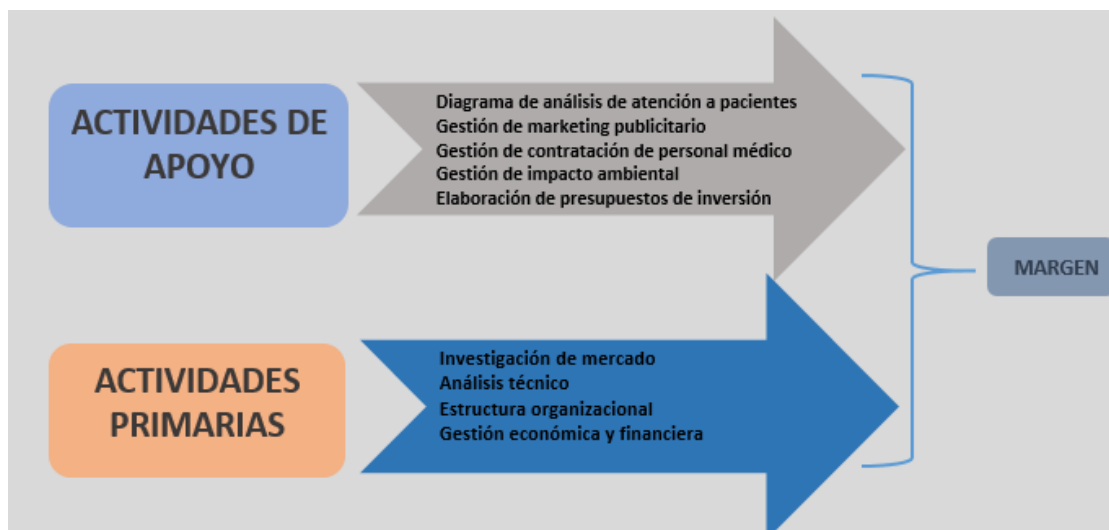 ACTIVIDADES DE
APOYO
Diagrama de análisis de atención a pacientes
Gestión de marketing publicitario
Gestión de contratación de personal médico
Gestión de impacto ambiental
Elaboración de presupuestos de inversión
MARGEN
ACTIVIDADES
PRIMARIAS
Investigación de mercado
Análisis técnico
Estructura organizacional
Gestión económica y financiera